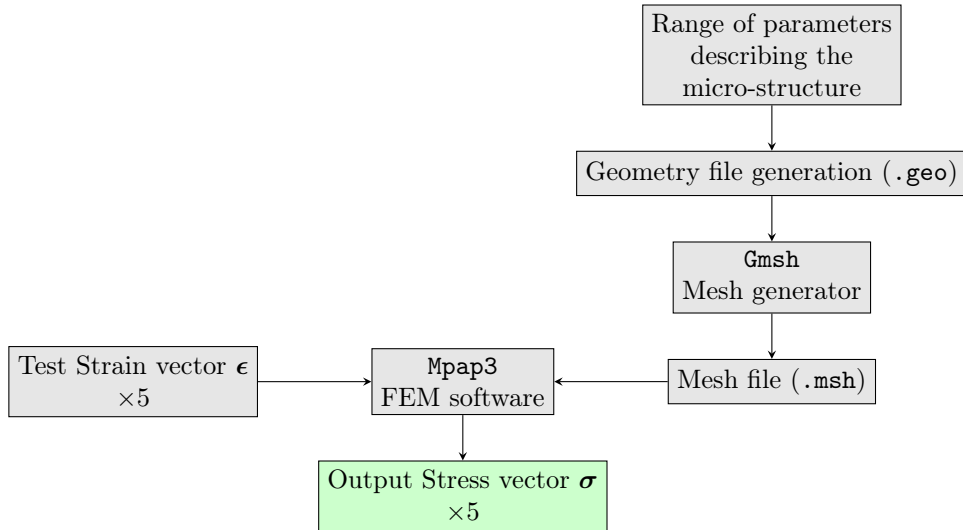 Range of parameters
describing the
micro-structure
Geometry file generation (.geo)
Gmsh
Mesh generator
Test Strain vector ϵ
×5
Mpap3
FEM software
Mesh file (.msh)
Output Stress vector σ
×5